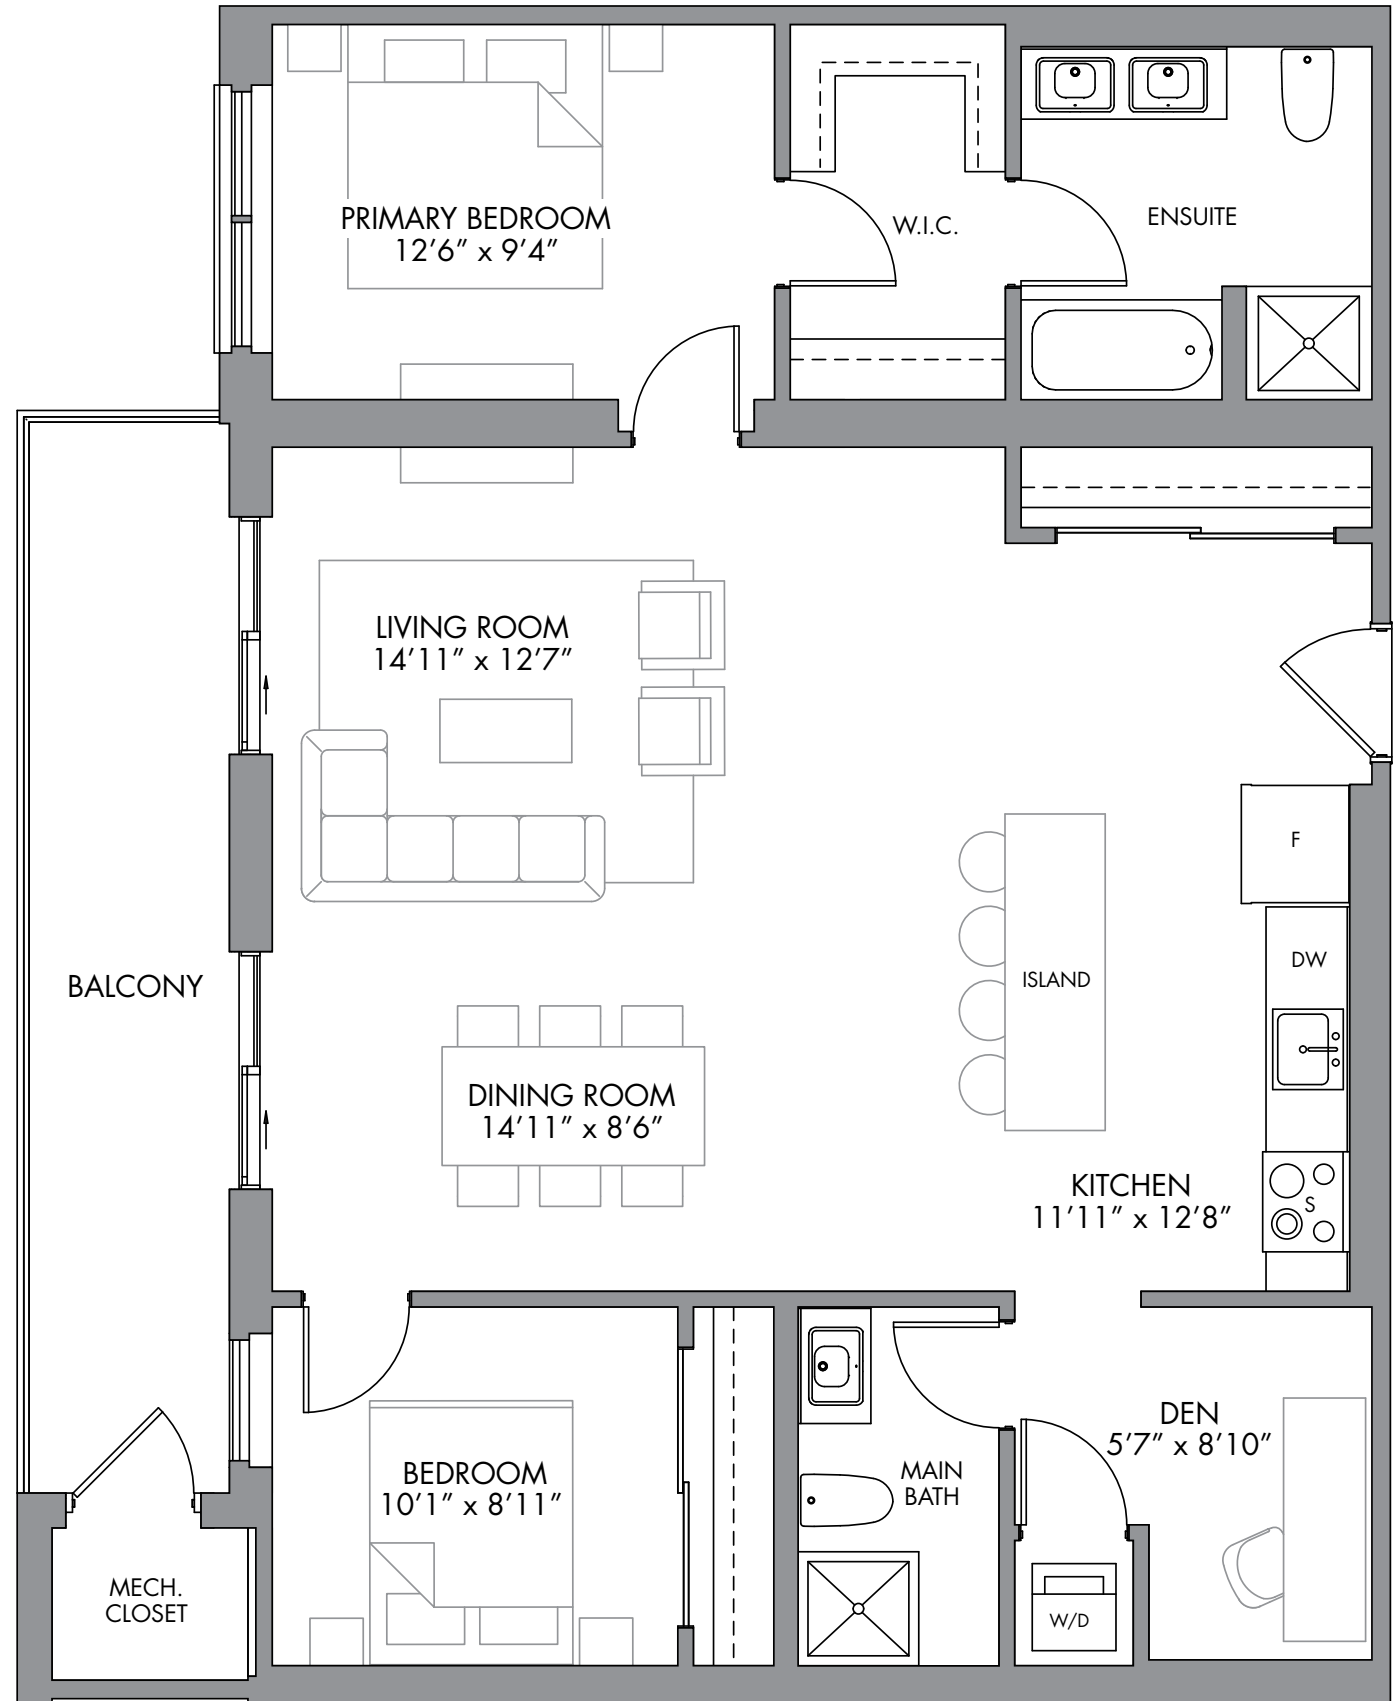 PRIMARY BEDROOM
12'6" x 9'4"
W.I.C.
ENSUITE
LIVING ROOM
14'11" x 12'7"
F
BALCONY
ISLAND
DW
DINING ROOM
14'11" x 8'6"
KITCHEN
11'11" x 12'8"
S
BEDROOM
10'1" x 8'11"
MAIN
BATH
DEN
5'7" x 8'10"
MECH.
CLOSET
W/D